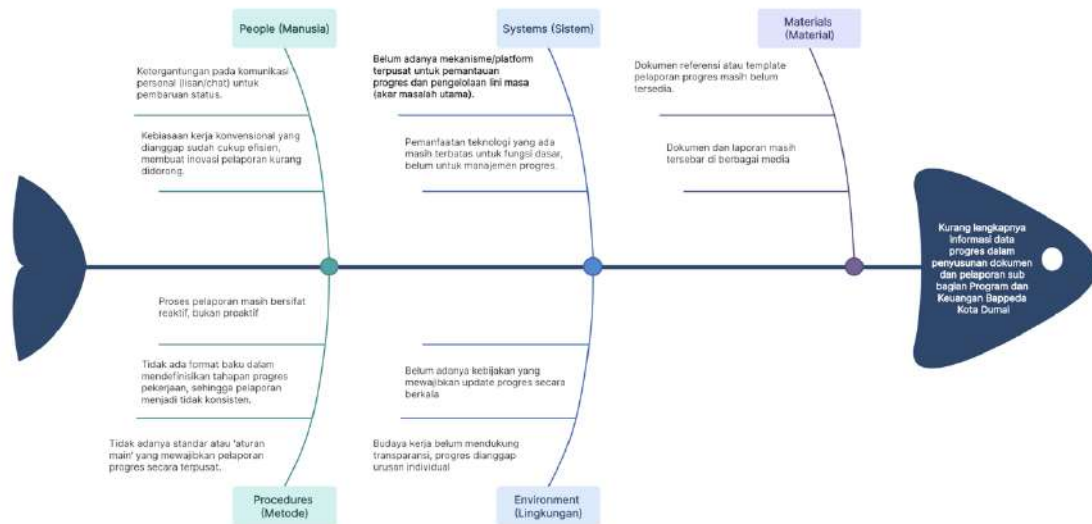 People (Manusia)
Ketergantungan pada komunikasi
personal (lisan/chat) untuk
pembaruan status.
Kebiasaan kerja konvensional yang
dianggap sudah cukup efisien,
membuat inovasi pelaporan kurang
didorong.
Systems (Sistem)
Belum adanya mekanisme/platform
terpusat untuk pemantauan
progres dan pengelolaan lini masa
(akar masalah utama).
Pemanfaatan teknologi yang ada
masih terbatas untuk fungsi dasar,
belum untuk manajemen progres.
Materials
(Material)
Dokumen referensi atau template
pelaporan progres masih belum
tersedia.
Dokumen dan laporan masih
tersebar di berbagai media
Kurang lengkapnya
informasi data
progres dalam
penyusunan dokumen
dan pelaporan sub
bagian Program dan
Keuangan Bappeda
Kota Dumai
Proses pelaporan masih bersifat
reaktif, bukan proaktif
Tidak ada format baku dalam
mendefinisikan tahapan progres
pekerjaan, sehingga pelaporan
menjadi tidak konsisten.
Tidak adanya standar atau 'aturan
main' yang mewajibkan pelaporan
progres secara terpusat.
Procedures
(Metode)
Belum adanya kebijakan yang
mewajibkan update progres secara
berkala
Budaya kerja belum mendukung
transparansi, progres dianggap
urusan individual
Environment
(Lingkungan)